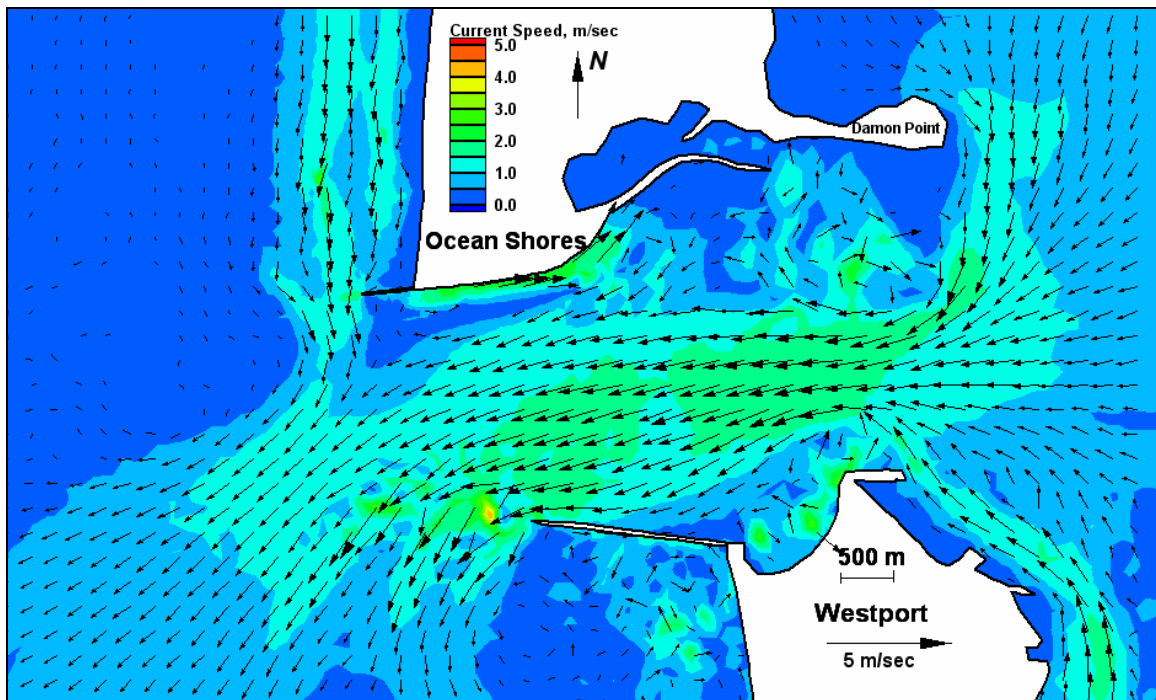 Current Speed, m/sec
5.0
4.0
3.0
2.0
1.0
0.0
N
Damon Point
Ocean Shores
500 m
Westport
5 m/sec